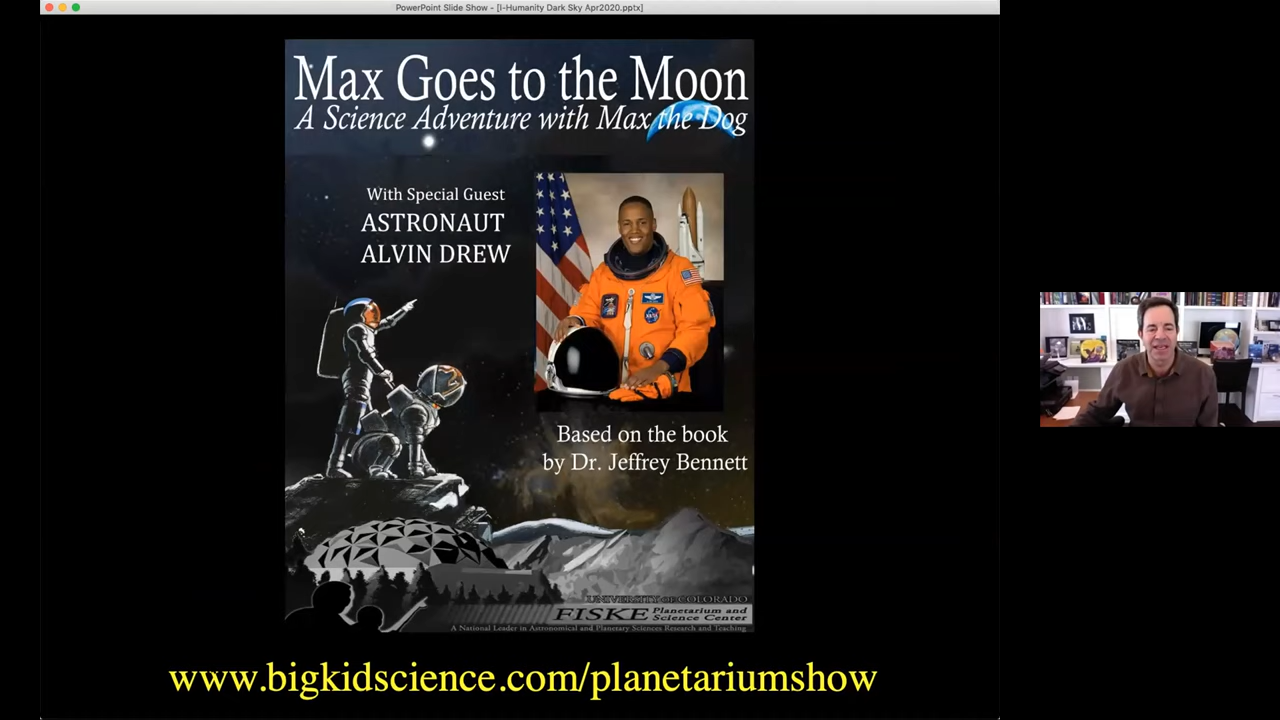 PowerPoint Slide Show - [I-Humanity Dark Sky Apr2020.pptx]
Max Goes to the Moon
A Science Adventure with Max the Dog
With Special Guest
ASTRONAUT
ALVIN DREW
NASA
Based on the book
by Dr. Jeffrey Bennett
UNIVERSITY OF COLORADO
FISKE Planetarium and
Science Center
A National Leader in Astronomical and Planetary Sciences Research and Teaching
www.bigkidscience.com/planetariumshow